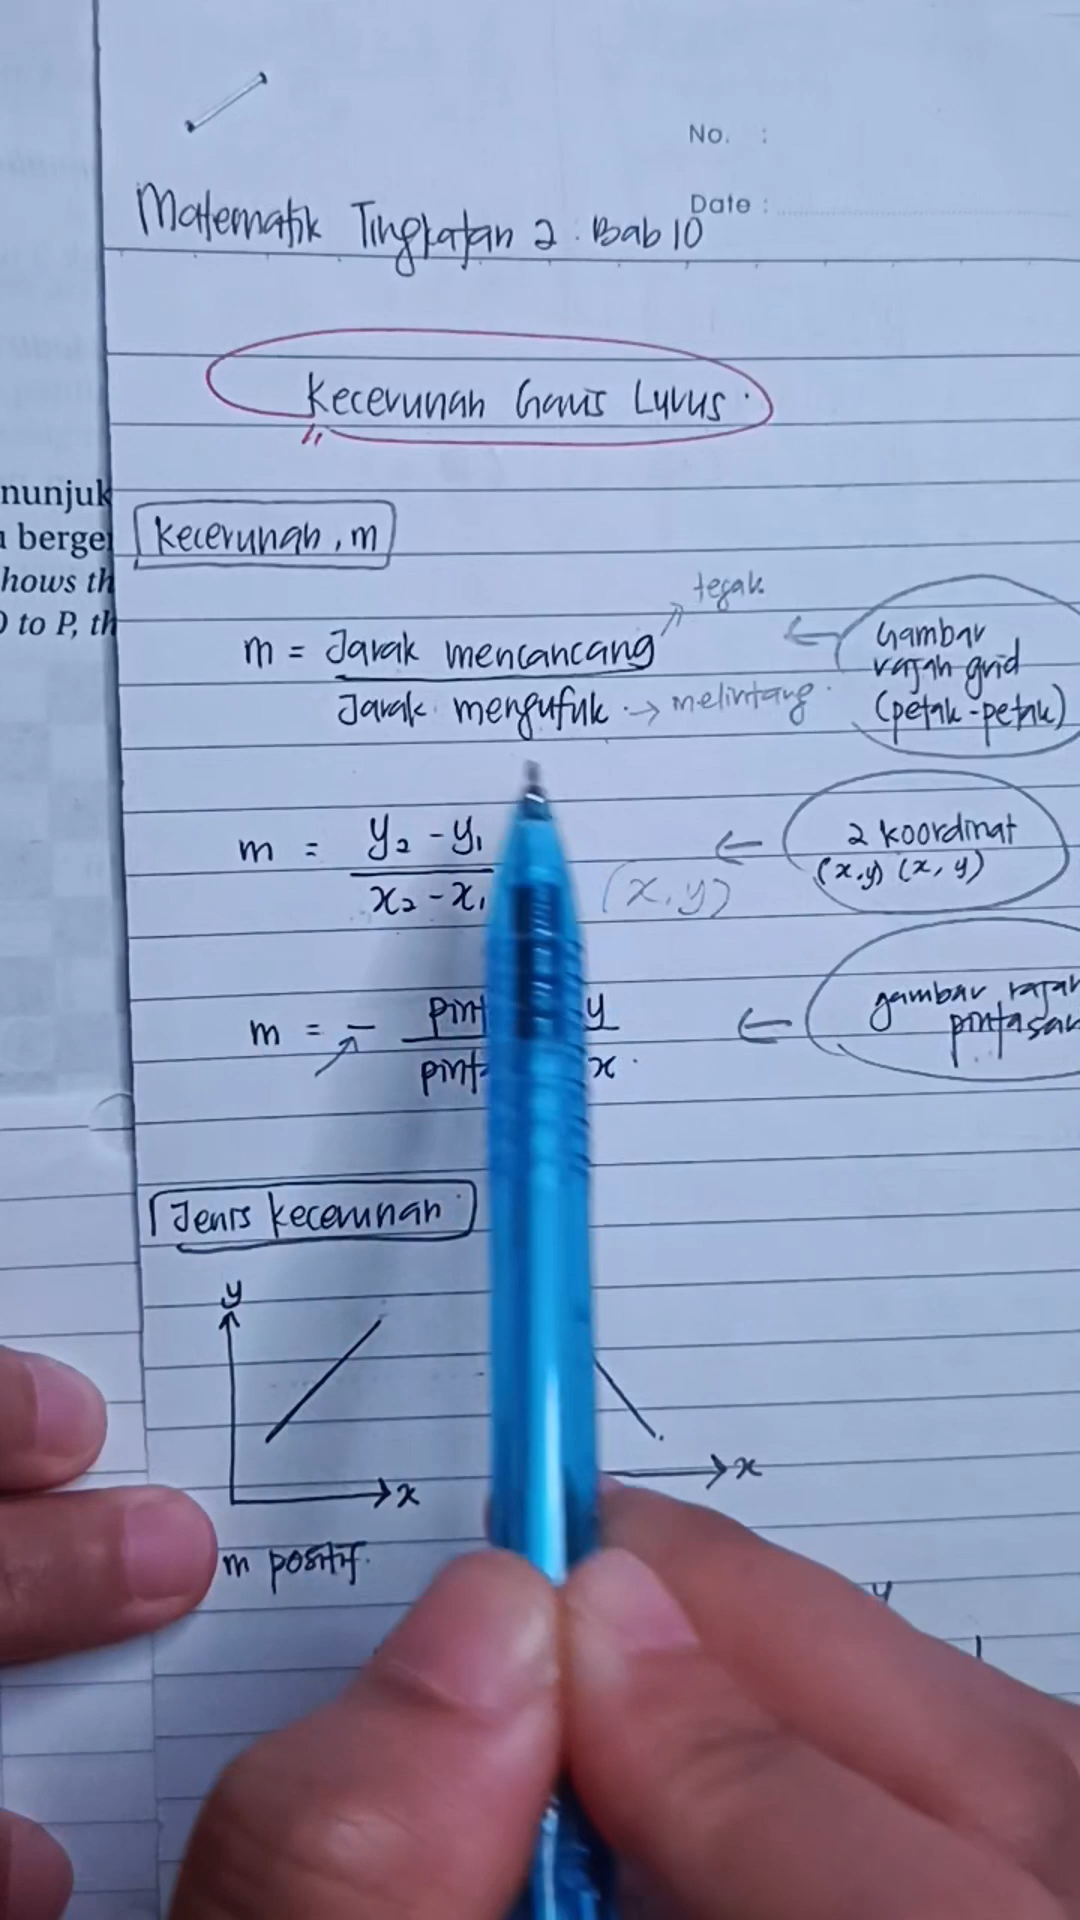 No. :
Date :
Matematik Tingkatan 2 : Bab 10
Kecerunan Garis Lurus.
nunjuk
berge
hows th
to P, th
Kecerunan, m
m = Jarak mencancang
Jarak mengufuk
tegak
melintang
Gambar
rajah grid
(petak-petak)
m = y₂ - y₁
x₂ - x₁
(x,y)
2 koordinat
(x,y) (x, y)
m = - pint y
pint x
gambar rajah
pintasan
Jenis kecerunan
y
x
m positif
x
y